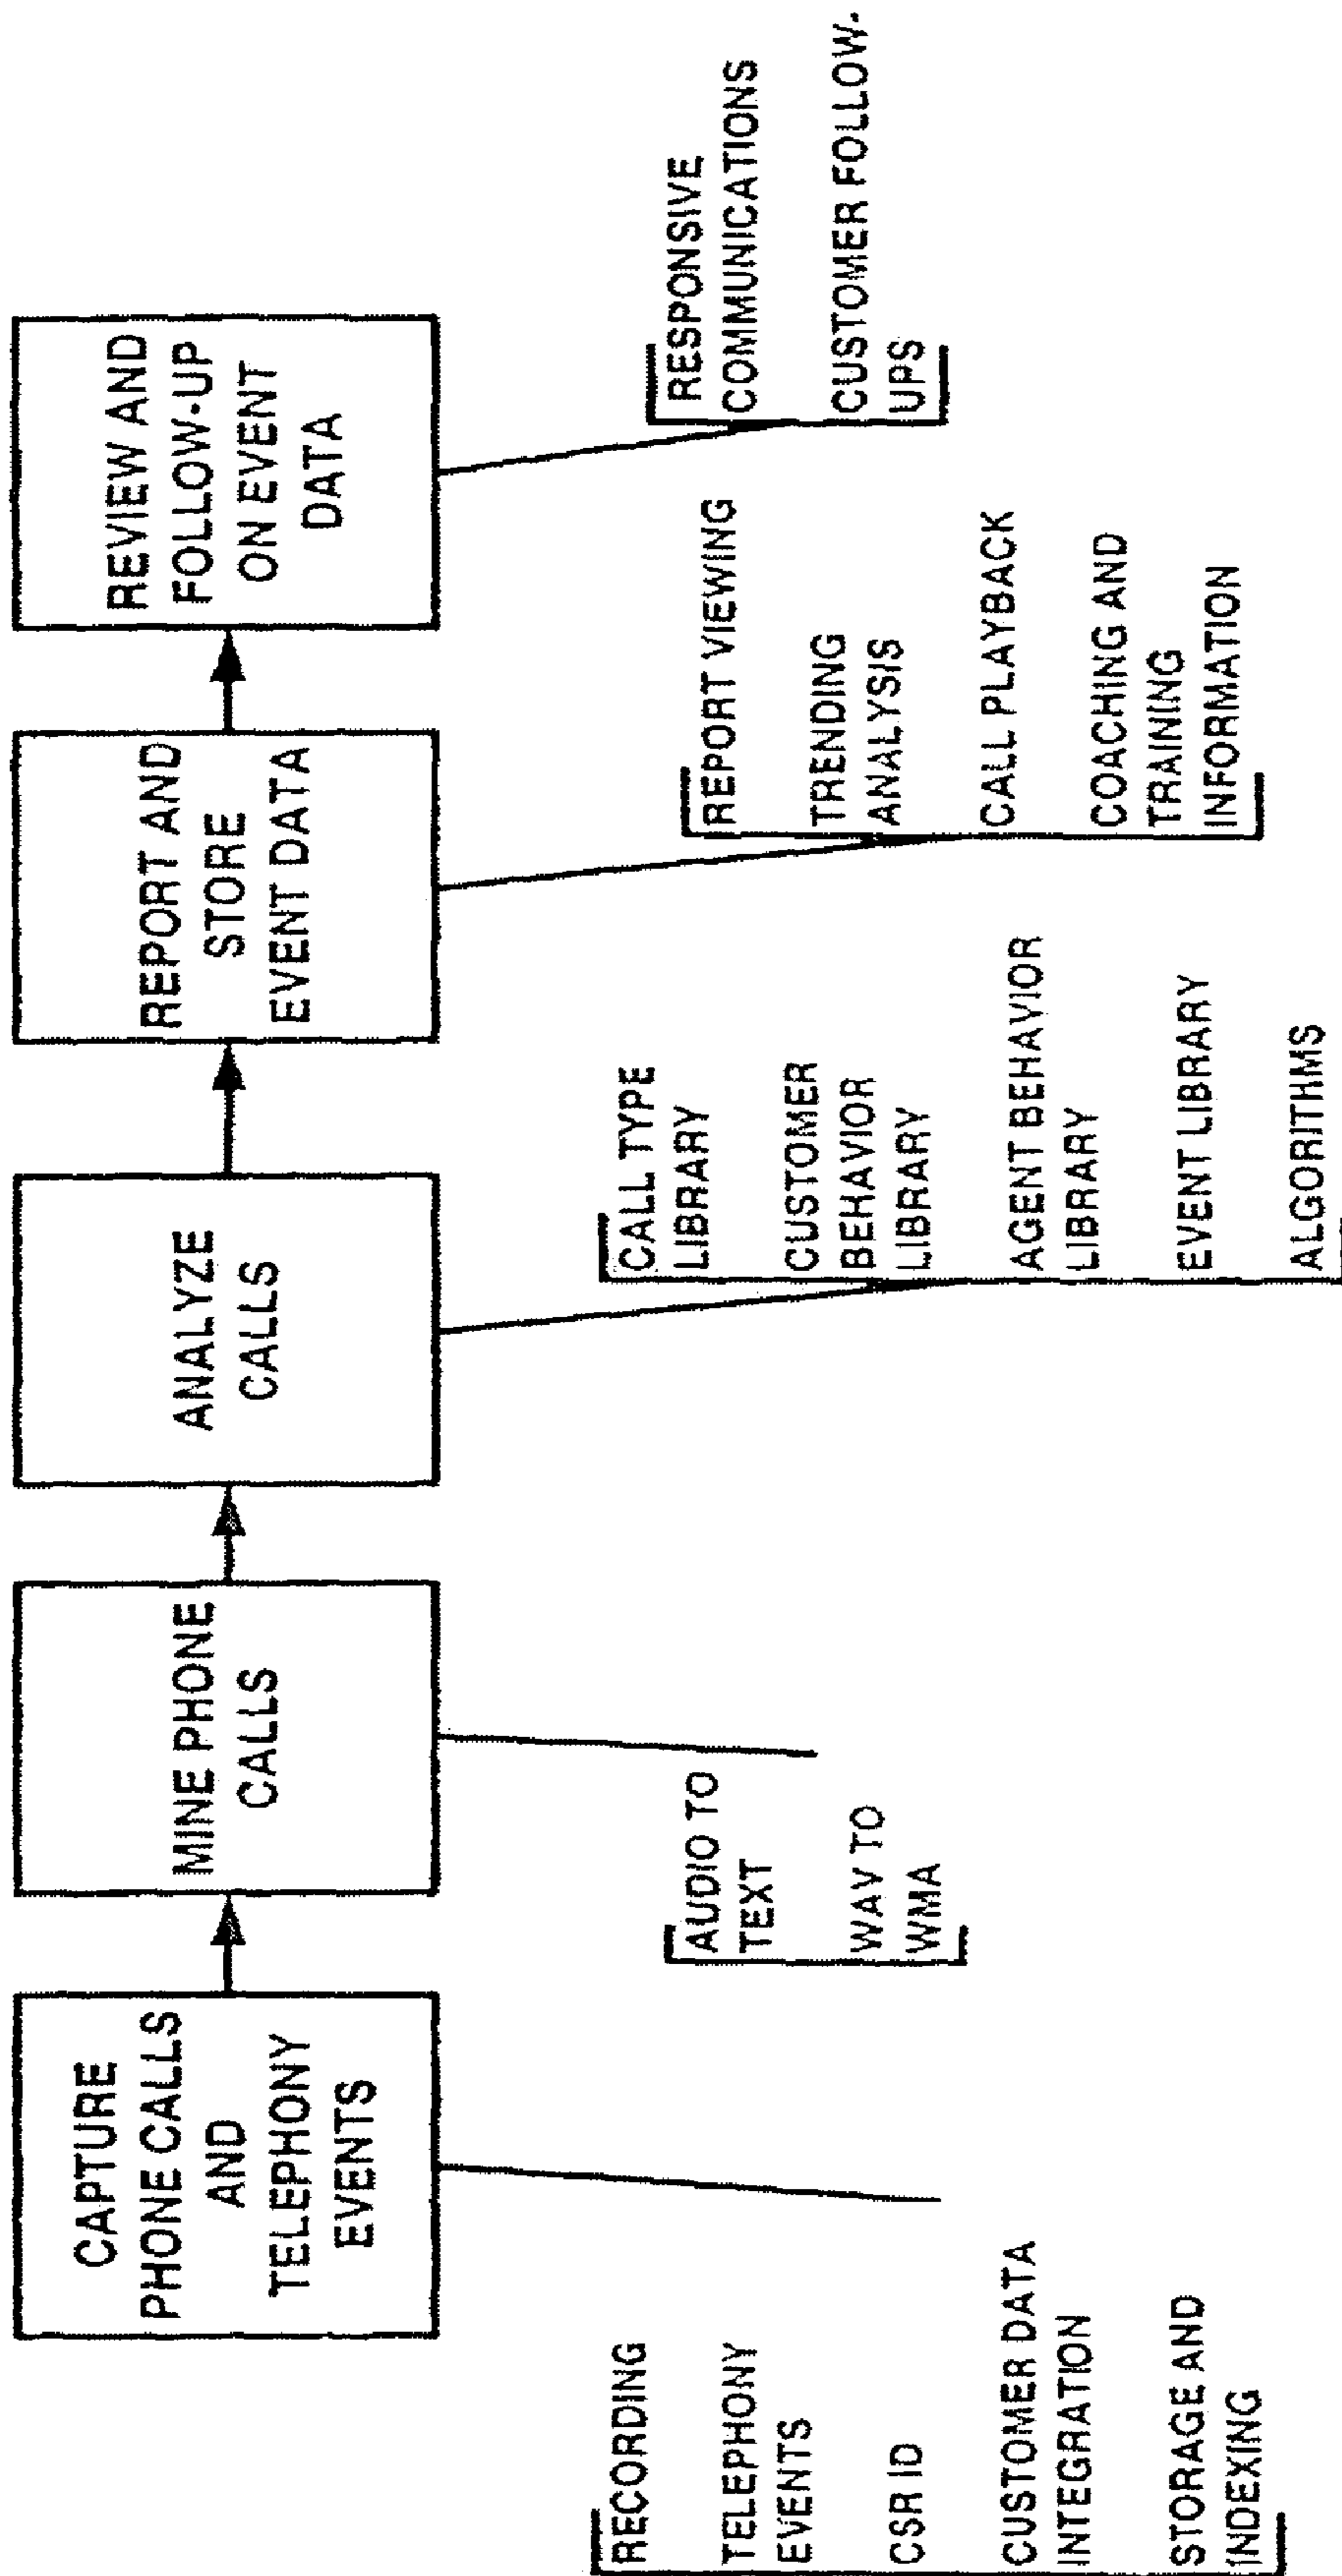 CAPTURE
PHONE CALLS
AND
TELEPHONY
EVENTS
MINE PHONE
CALLS
ANALYZE
CALLS
REPORT AND
STORE
EVENT DATA
REVIEW AND
FOLLOW-UP
ON EVENT
DATA
RECORDING
TELEPHONY
EVENTS
CSR ID
CUSTOMER DATA
INTEGRATION
STORAGE AND
INDEXING
AUDIO TO
TEXT
WAV TO
WMA
CALL TYPE
LIBRARY
CUSTOMER
BEHAVIOR
LIBRARY
AGENT BEHAVIOR
LIBRARY
EVENT LIBRARY
ALGORITHMS
REPORT VIEWING
TRENDING
ANALYSIS
CALL PLAYBACK
COACHING AND
TRAINING
INFORMATION
RESPONSIVE
COMMUNICATIONS
CUSTOMER FOLLOW-
UPS